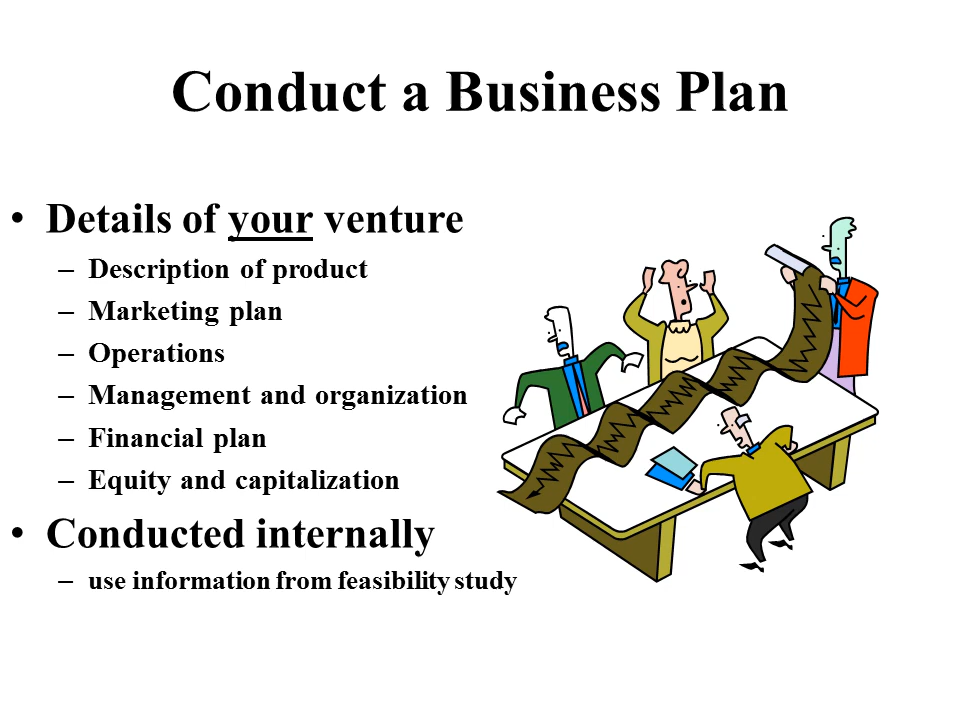 Conduct a Business Plan
• Details of your venture
– Description of product
– Marketing plan
– Operations
– Management and organization
– Financial plan
– Equity and capitalization
• Conducted internally
– use information from feasibility study